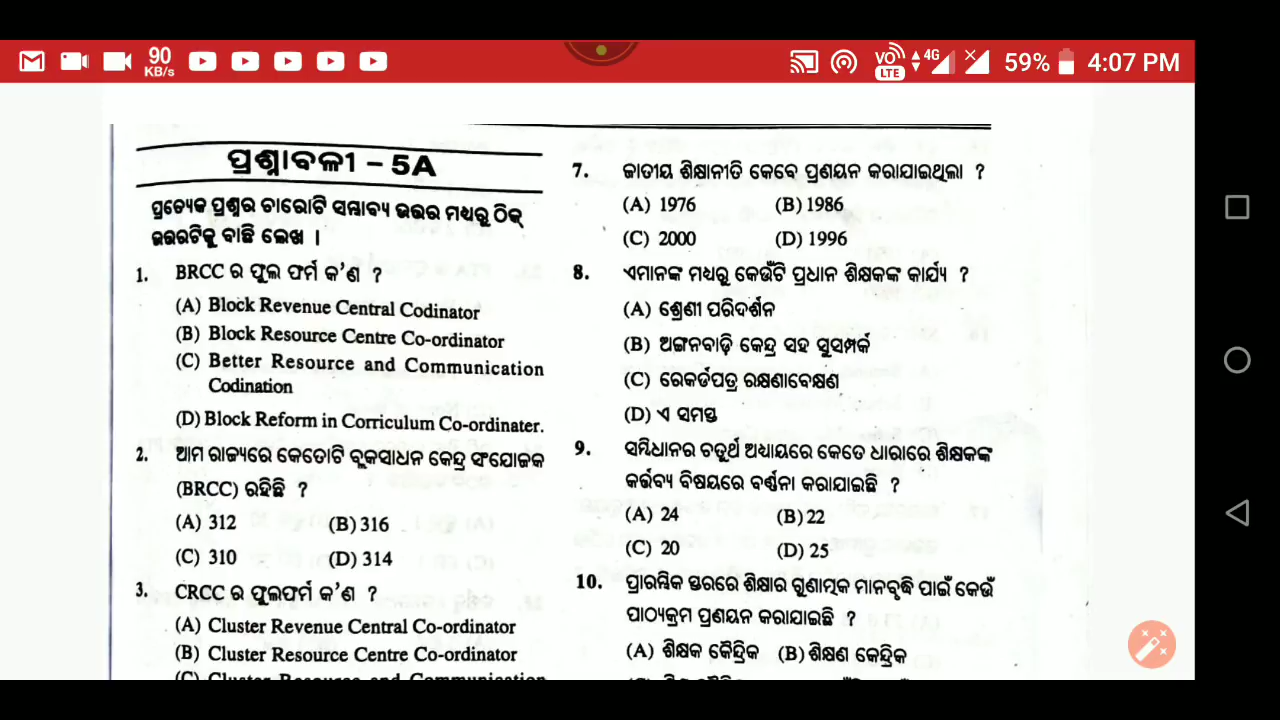 90
KB/s
VO
LTE
4G
59%
4:07 PM
ପ୍ରଶ୍ନାବଳୀ – 5A
ପ୍ରତ୍ୟେକ ପ୍ରଶ୍ନର ଚାରୋଟି ସମ୍ଭାବ୍ୟ ଉତ୍ତର ମଧ୍ୟରୁ ଠିକ୍
ଉତ୍ତରଟିକୁ ବାଛି ଲେଖ ।
1. BRCC ର ଫୁଲ ଫର୍ମ କ'ଣ ?
(A) Block Revenue Central Codinator
(B) Block Resource Centre Co-ordinator
(C) Better Resource and Communication
Codination
(D) Block Reform in Corriculum Co-ordinater.
2. ଆମ ରାଜ୍ୟରେ କେତୋଟି ବ୍ଲକସାଧନ କେନ୍ଦ୍ର ସଂଯୋଜକ
(BRCC) ରହିଛି ?
(A) 312 (B) 316
(C) 310 (D) 314
3. CRCC ର ଫୁଲଫର୍ମ କ'ଣ ?
(A) Cluster Revenue Central Co-ordinator
(B) Cluster Resource Centre Co-ordinator
(C) Cluster Resource and Communication
7. ଜାତୀୟ ଶିକ୍ଷାନୀତି କେବେ ପ୍ରଣୟନ କରାଯାଇଥିଲା ?
(A) 1976 (B) 1986
(C) 2000 (D) 1996
8. ଏମାନଙ୍କ ମଧ୍ୟରୁ କେଉଁଟି ପ୍ରଧାନ ଶିକ୍ଷକଙ୍କ କାର୍ଯ୍ୟ ?
(A) ଶ୍ରେଣୀ ପରିଦର୍ଶନ
(B) ଅଙ୍ଗନବାଡ଼ି କେନ୍ଦ୍ର ସହ ସୁସମ୍ପର୍କ
(C) ରେକର୍ଡପତ୍ର ରକ୍ଷଣାବେକ୍ଷଣ
(D) ଏ ସମସ୍ତ
9. ସମ୍ବିଧାନର ଚତୁର୍ଥ ଅଧ୍ୟାୟରେ କେତେ ଧାରାରେ ଶିକ୍ଷକଙ୍କ
କର୍ତ୍ତବ୍ୟ ବିଷୟରେ ବର୍ଣ୍ଣନା କରାଯାଇଛି ?
(A) 24 (B) 22
(C) 20 (D) 25
10. ପ୍ରାରମ୍ଭିକ ସ୍ତରରେ ଶିକ୍ଷାର ଗୁଣାତ୍ମକ ମାନବୃଦ୍ଧି ପାଇଁ କେଉଁ
ପାଠ୍ୟକ୍ରମ ପ୍ରଣୟନ କରାଯାଇଛି ?
(A) ଶିକ୍ଷକ କୈନ୍ଦ୍ରିକ (B) ଶିକ୍ଷଣ କେନ୍ଦ୍ରିକ